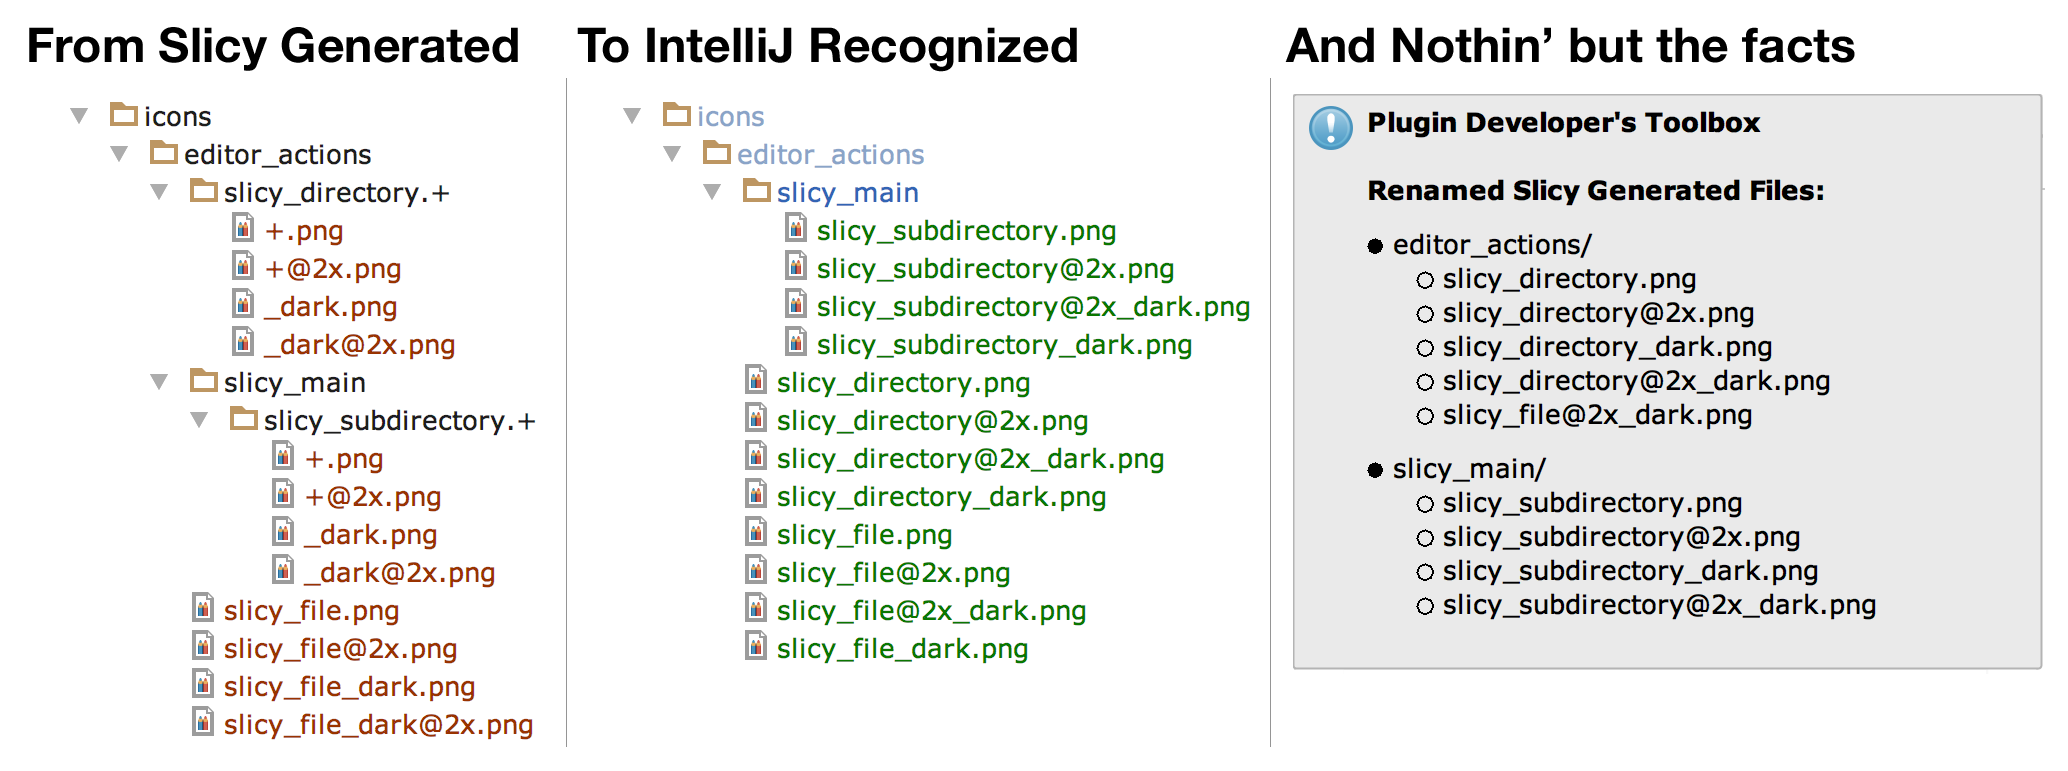 From Slicy Generated
icons
editor_actions
slicy_directory.+
+.png
+@2x.png
_dark.png
_dark@2x.png
slicy_main
slicy_subdirectory.+
+.png
+@2x.png
_dark.png
_dark@2x.png
slicy_file.png
slicy_file@2x.png
slicy_file_dark.png
slicy_file_dark@2x.png
To IntelliJ Recognized
icons
editor_actions
slicy_main
slicy_subdirectory.png
slicy_subdirectory@2x.png
slicy_subdirectory@2x_dark.png
slicy_subdirectory_dark.png
slicy_directory.png
slicy_directory@2x.png
slicy_directory@2x_dark.png
slicy_directory_dark.png
slicy_file.png
slicy_file@2x.png
slicy_file@2x_dark.png
slicy_file_dark.png
And Nothin’ but the facts
Plugin Developer's Toolbox
Renamed Slicy Generated Files:
editor_actions/
slicy_directory.png
slicy_directory@2x.png
slicy_directory_dark.png
slicy_directory@2x_dark.png
slicy_file@2x_dark.png
slicy_main/
slicy_subdirectory.png
slicy_subdirectory@2x.png
slicy_subdirectory_dark.png
slicy_subdirectory@2x_dark.png